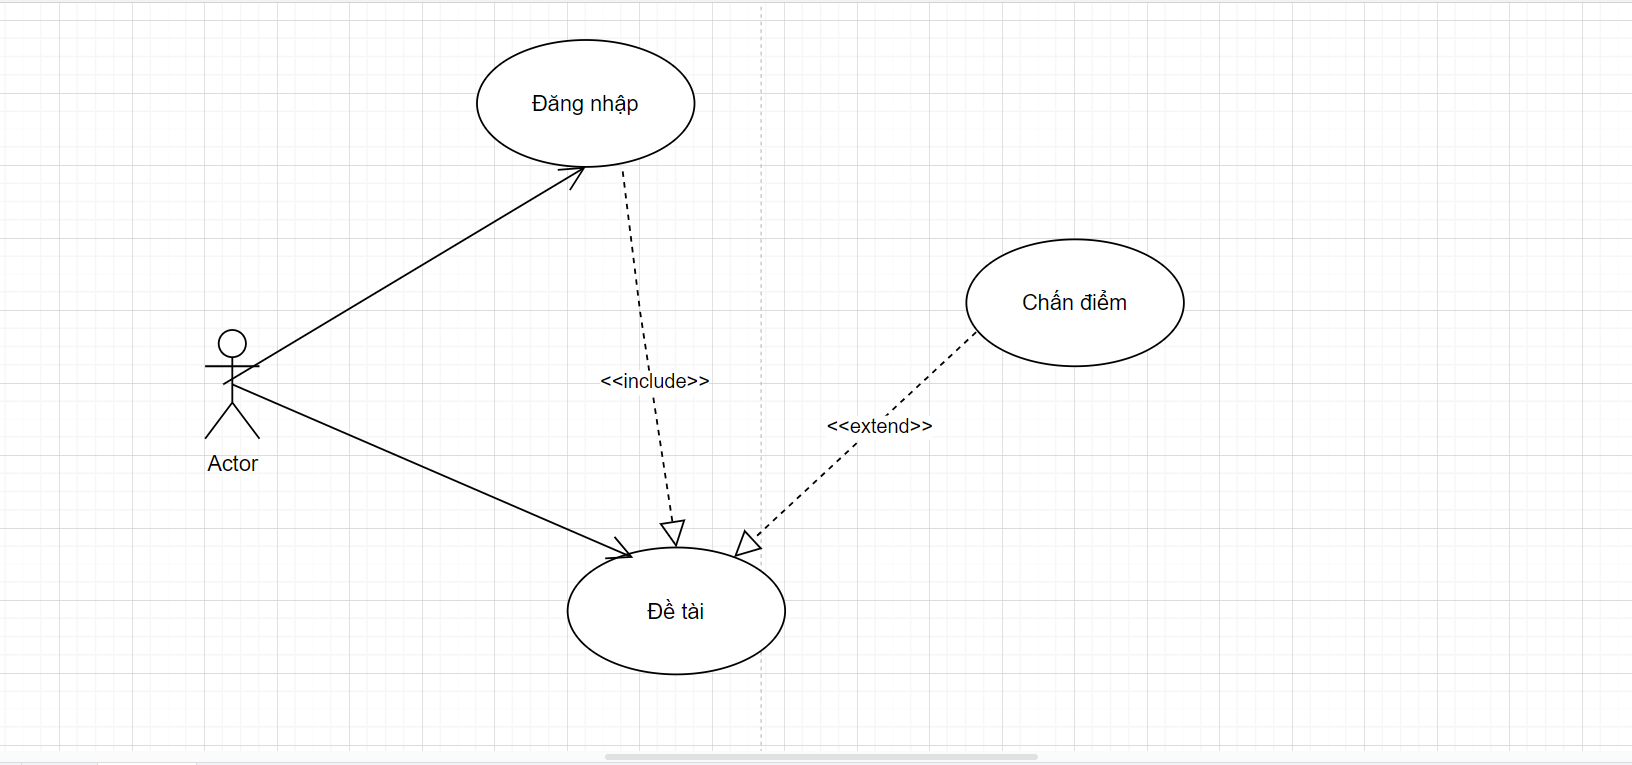 Đăng nhập
Chấn điểm
<<include>>
<<extend>>
Actor
Đề tài